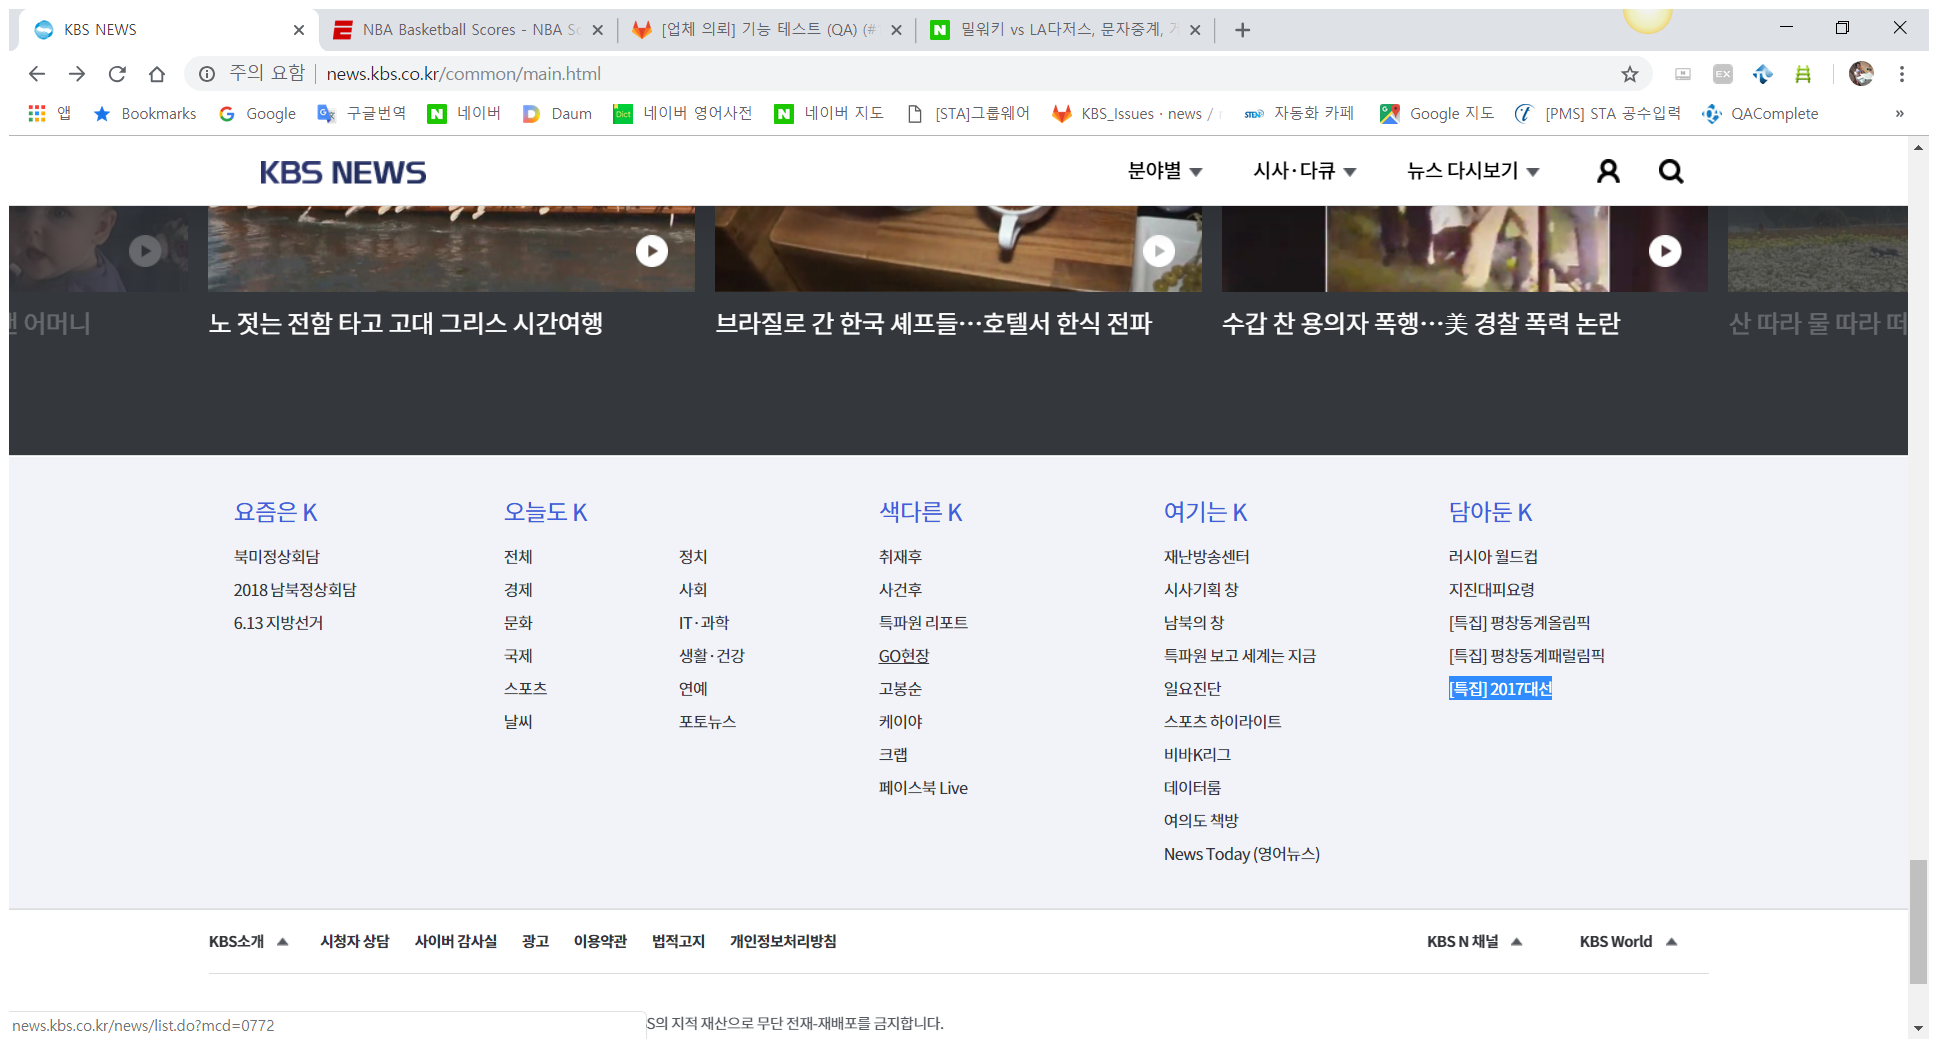 KBS NEWS
NBA Basketball Scores - NBA Sc
[업체 의뢰] 기능 테스트 (QA) (#
밀워키 vs LA다저스, 문자중계,
주의 요함
news.kbs.co.kr/common/main.html
앱
Bookmarks
Google
구글번역
네이버
Daum
네이버 영어사전
네이버 지도
[STA]그룹웨어
KBS_Issues · news /
자동화 카페
Google 지도
[PMS] STA 공수입력
QAComplete
»
KBS NEWS
분야별
시사·다큐
뉴스 다시보기
어머니
노 젓는 전함 타고 고대 그리스 시간여행
브라질로 간 한국 셰프들…호텔서 한식 전파
수갑 찬 용의자 폭행…美 경찰 폭력 논란
산 따라 물 따라 떠
요즘은 K
북미정상회담
2018 남북정상회담
6.13 지방선거
오늘도 K
전체
정치
경제
사회
문화
IT·과학
국제
생활·건강
스포츠
연예
날씨
포토뉴스
색다른 K
취재후
사건후
특파원 리포트
GO현장
고봉순
케이야
크랩
페이스북 Live
여기는 K
재난방송센터
시사기획 창
남북의 창
특파원 보고 세계는 지금
일요진단
스포츠 하이라이트
비바K리그
데이터룸
여의도 책방
News Today (영어뉴스)
담아둔 K
러시아 월드컵
지진대피요령
[특집] 평창동계올림픽
[특집] 평창동계패럴림픽
[특집] 2017대선
KBS소개
시청자 상담
사이버 감사실
광고
이용약관
법적고지
개인정보처리방침
KBS N 채널
KBS World
news.kbs.co.kr/news/list.do?mcd=0772
S의 지적 재산으로 무단 전재-재배포를 금지합니다.